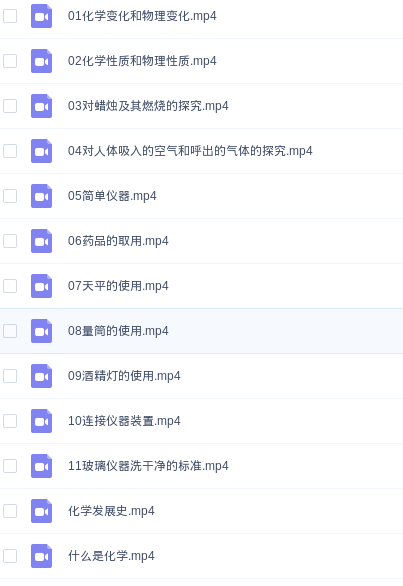 01化学变化和物理变化.mp4
02化学性质和物理性质.mp4
03对蜡烛及其燃烧的探究.mp4
04对人体吸入的空气和呼出的气体的探究.mp4
05简单仪器.mp4
06药品的取用.mp4
07天平的使用.mp4
08量筒的使用.mp4
09酒精灯的使用.mp4
10连接仪器装置.mp4
11玻璃仪器洗干净的标准.mp4
化学发展史.mp4
什么是化学.mp4